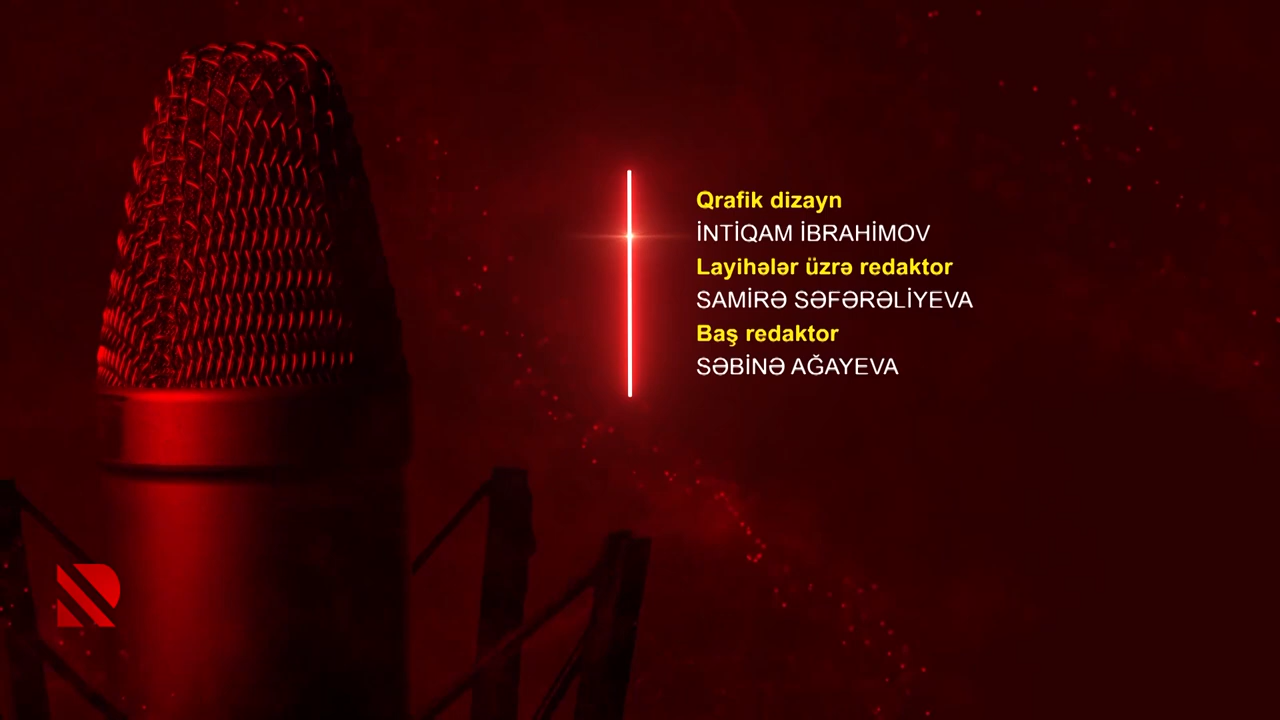 Qrafik dizayn
İNTİQAM İBRAHİMOV
Layihələr üzrə redaktor
SAMİRƏ SƏFƏRƏLİYEVA
Baş redaktor
SƏBİNƏ AĞAYEVA